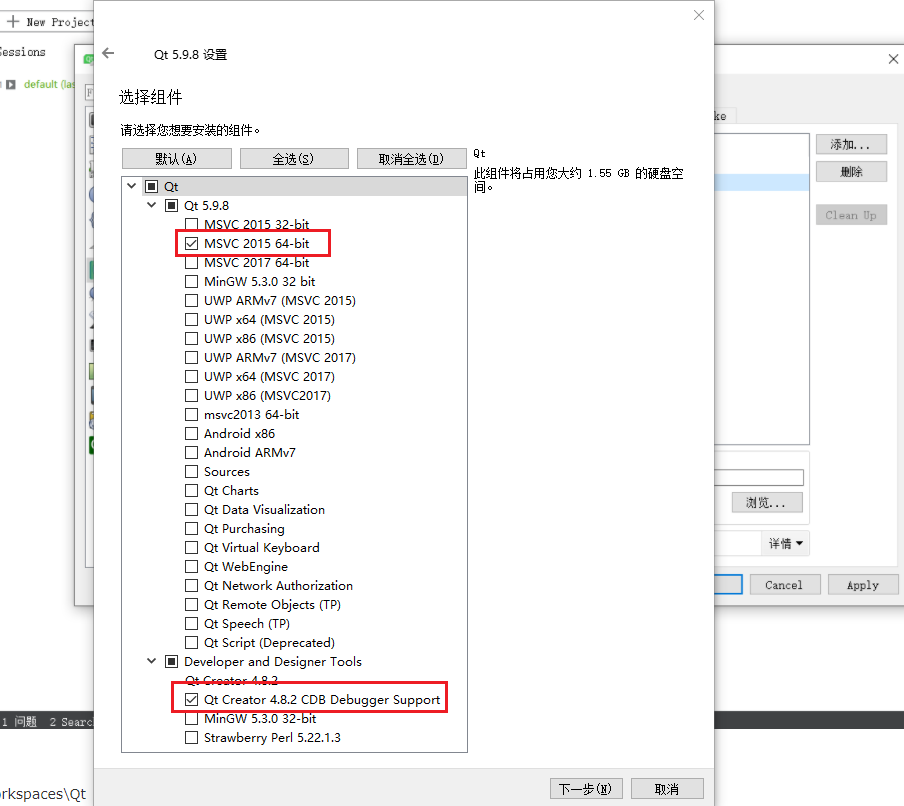 New Project
Sessions
default (las
Qt 5.9.8 设置
选择组件
请选择您想要安装的组件。
默认(A)
全选(S)
取消全选(D)
Qt
此组件将占用您大约 1.55 GB 的硬盘空
间。
Qt
Qt 5.9.8
MSVC 2015 32-bit
MSVC 2015 64-bit
MSVC 2017 64-bit
MinGW 5.3.0 32 bit
UWP ARMv7 (MSVC 2015)
UWP x64 (MSVC 2015)
UWP x86 (MSVC 2015)
UWP ARMv7 (MSVC 2017)
UWP x64 (MSVC 2017)
UWP x86 (MSVC2017)
msvc2013 64-bit
Android x86
Android ARMv7
Sources
Qt Charts
Qt Data Visualization
Qt Purchasing
Qt Virtual Keyboard
Qt WebEngine
Qt Network Authorization
Qt Remote Objects (TP)
Qt Speech (TP)
Qt Script (Deprecated)
Developer and Designer Tools
Qt Creator 4.8.2
Qt Creator 4.8.2 CDB Debugger Support
MinGW 5.3.0 32-bit
Strawberry Perl 5.22.1.3
下一步(N)
取消
ke
添加...
删除
Clean Up
浏览...
详情
Cancel
Apply
1 问题 2 Searc
rkspaces\Qt